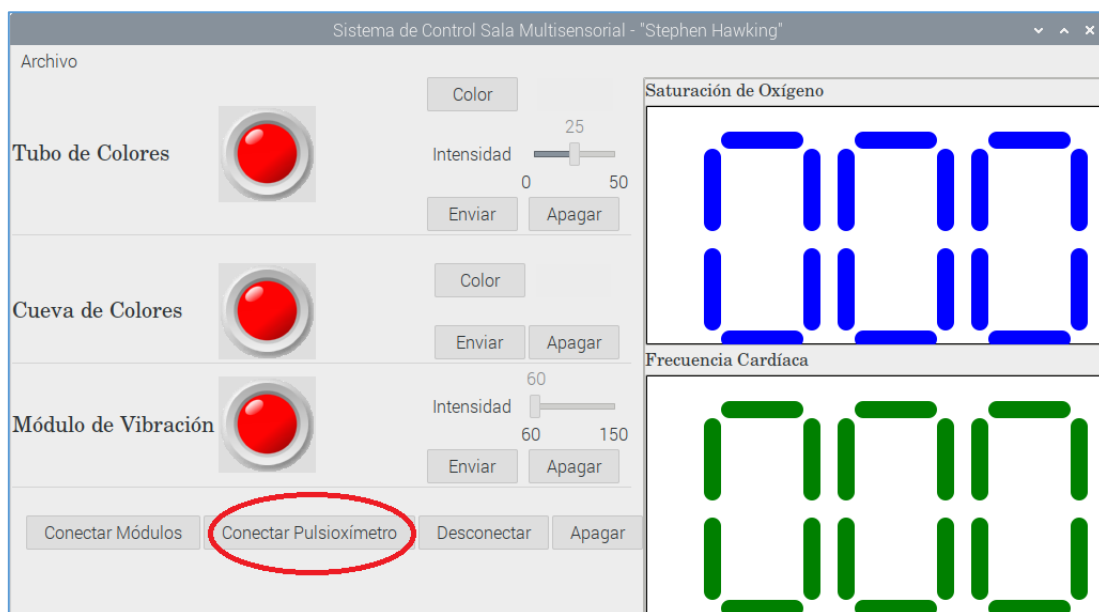 Sistema de Control Sala Multisensorial - "Stephen Hawking"
Archivo
Tubo de Colores
Color
25
Intensidad
0 50
Enviar Apagar
Cueva de Colores
Color
Enviar Apagar
Módulo de Vibración
60
Intensidad
60 150
Enviar Apagar
Conectar Módulos Conectar Pulsioxímetro Desconectar Apagar
Saturación de Oxígeno
000
Frecuencia Cardíaca
000